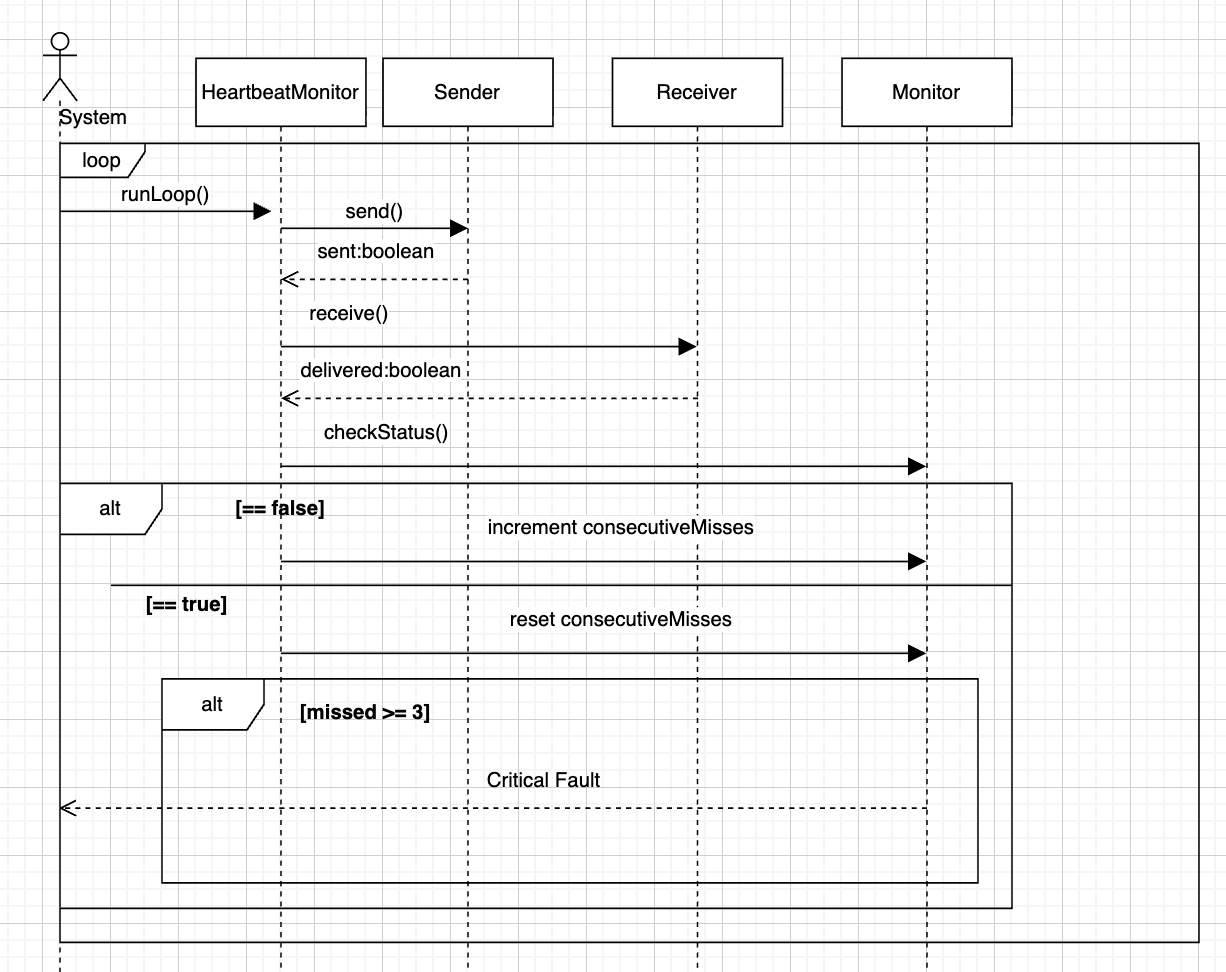 System
HeartbeatMonitor
Sender
Receiver
Monitor
loop
runLoop()
send()
sent:boolean
receive()
delivered:boolean
checkStatus()
alt
[== false]
increment consecutiveMisses
[== true]
reset consecutiveMisses
alt
[missed >= 3]
Critical Fault